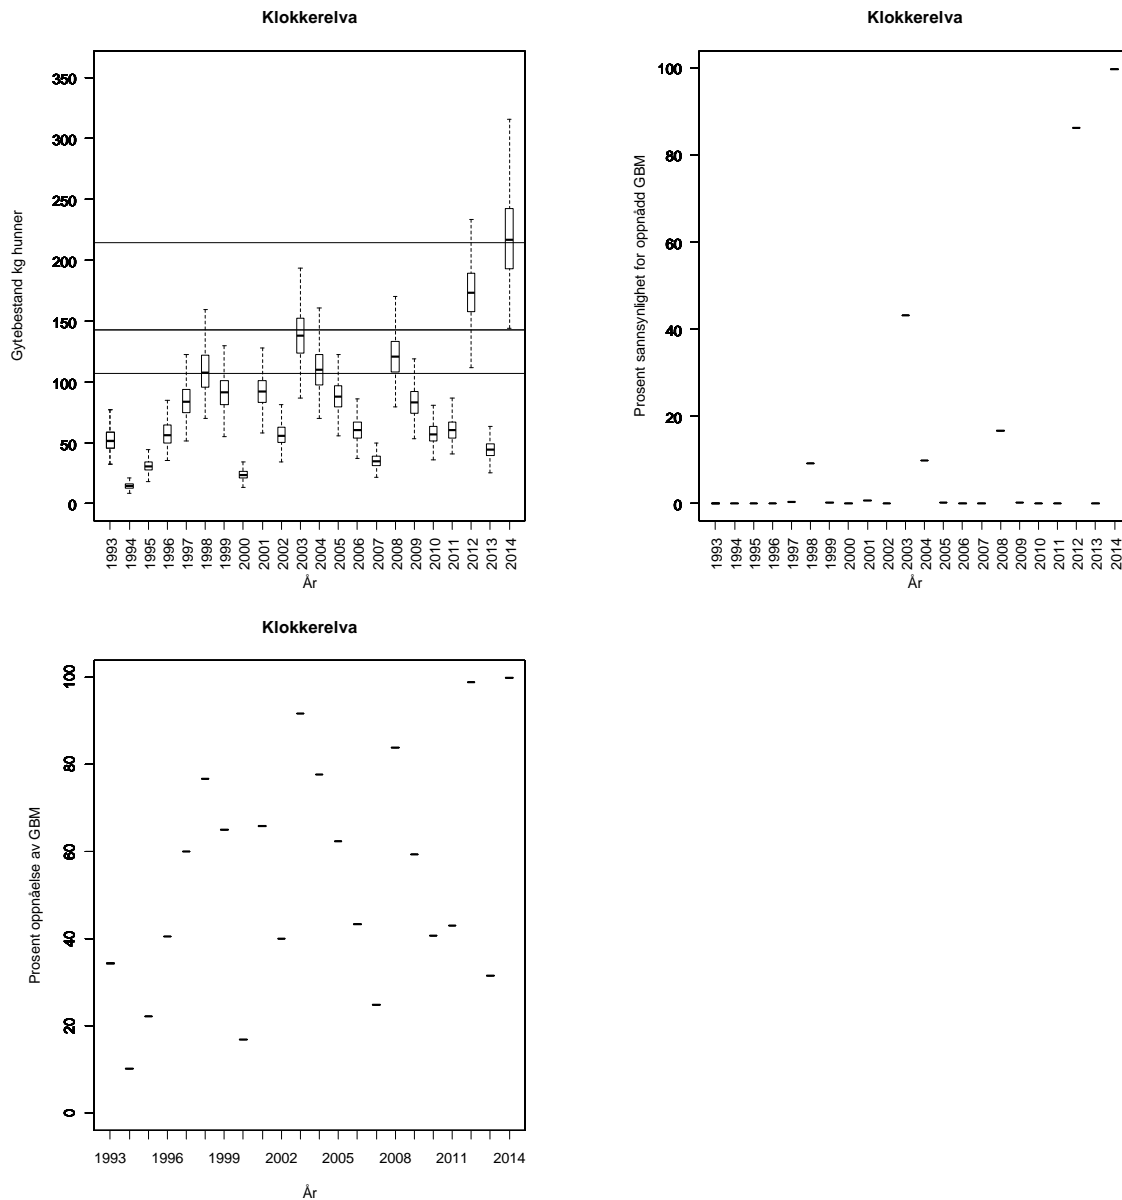 Klokkerelva
Gytebestand kg hunner
350
300
250
200
150
100
50
0
1993 1994 1995 1996 1997 1998 1999 2000 2001 2002 2003 2004 2005 2006 2007 2008 2009 2010 2011 2012 2013 2014
År
Klokkerelva
Prosent sannsynlighet for oppnådd GBM
100
80
60
40
20
0
1993 1994 1995 1996 1997 1998 1999 2000 2001 2002 2003 2004 2005 2006 2007 2008 2009 2010 2011 2012 2013 2014
År
Klokkerelva
Prosent oppnåelse av GBM
100
80
60
40
20
0
1993 1996 1999 2002 2005 2008 2011 2014
År